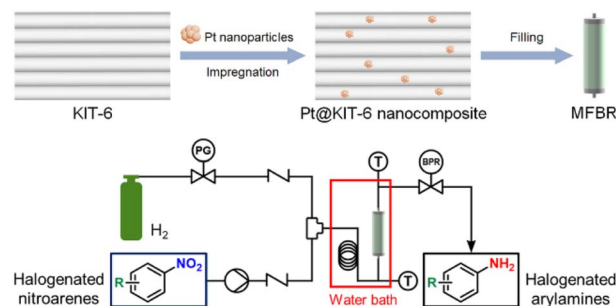 Pt nanoparticles
Impregnation
Filling
KIT-6
Pt@KIT-6 nanocomposite
MFBR
PG
T
BPR
H2
R
NO2
Halogenated
nitroarenes
Water bath
T
R
NH2
Halogenated
arylamines